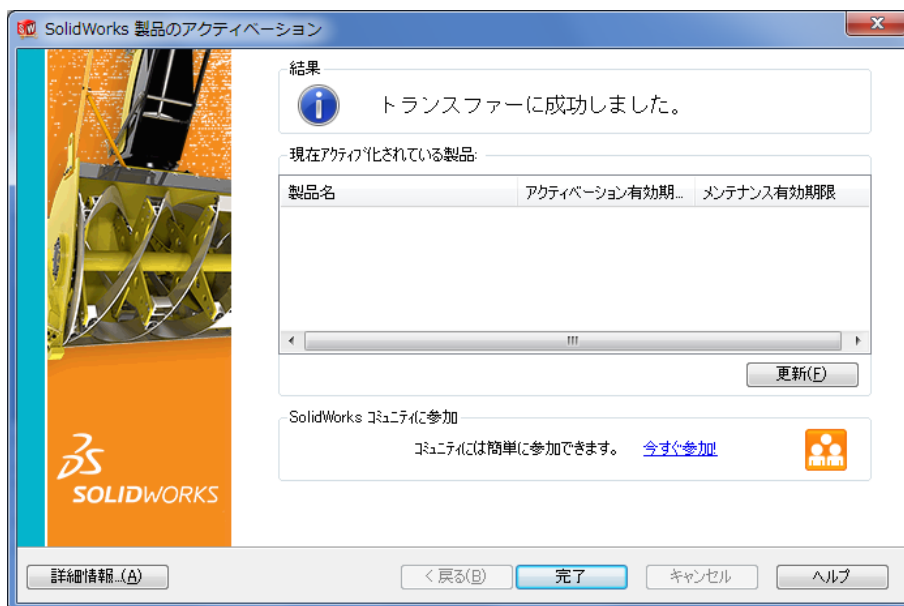 SolidWorks 製品のアクティベーション
結果
トランスファーに成功しました。
現在アクティブ化されている製品:
製品名 アクティベーション有効期... メンテナンス有効期限
更新(F)
SolidWorks コミュニティに参加
コミュニティには簡単に参加できます。 今すぐ参加!
SOLIDWORKS
詳細情報...(A) < 戻る(B) 完了 キャンセル ヘルプ